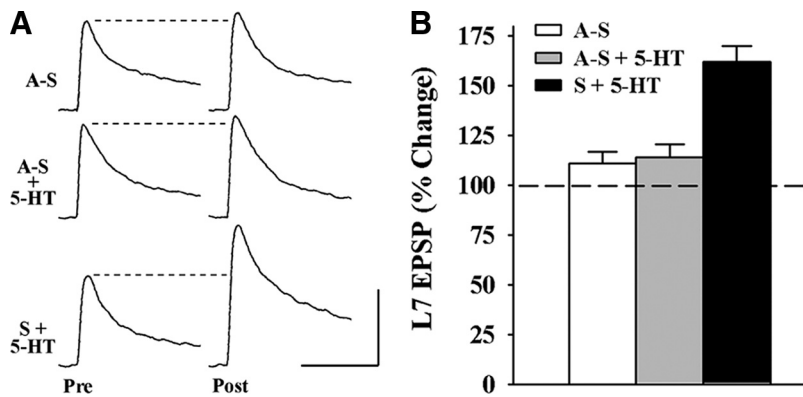 A
A-S
A-S
+
5-HT
S +
5-HT
Pre
Post
B
L7 EPSP (% Change)
175
150
125
100
75
50
25
0
A-S
A-S + 5-HT
S + 5-HT